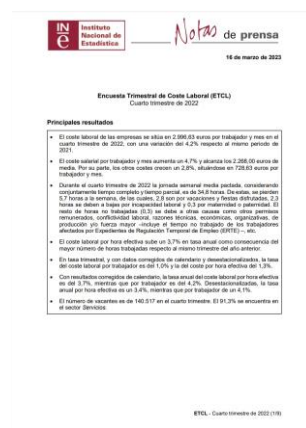 INe
Instituto
Nacional de
Estadística
Notas de prensa
16 de marzo de 2023
Encuesta Trimestral de Coste Laboral (ETCL)
Cuarto trimestre de 2022
Principales resultados
• El coste laboral de las empresas se sitúa en 2.996,63 euros por trabajador y mes en el
cuarto trimestre de 2022, con una variación del 4,2% respecto al mismo periodo de
2021.
• El coste salarial por trabajador y mes aumenta un 4,7% y alcanza los 2.268,00 euros de
media. Por su parte, los otros costes crecen un 2,8%, situándose en 728,63 euros por
trabajador y mes.
• Durante el cuarto trimestre de 2022 la jornada semanal media pactada, considerando
conjuntamente tiempo completo y tiempo parcial, es de 34,6 horas. De estas, se pierden
5,7 horas a la semana, de las cuales, 2,8 son por vacaciones y fiestas disfrutadas, 2,3
horas se deben a bajas por incapacidad laboral y 0,3 por maternidad o paternidad. El
resto de horas no trabajadas (0,3) se debe a otras causas como otros permisos
remunerados, conflictividad laboral, razones técnicas, económicas, organizativas, de
producción y/o fuerza mayor –incluye el tiempo no trabajado de los trabajadores
afectados por Expedientes de Regulación Temporal de Empleo (ERTE) –, etc.
• El coste laboral por hora efectiva sube un 3,7% en tasa anual como consecuencia del
mayor número de horas trabajadas respecto al mismo trimestre del año anterior.
• En tasa trimestral, y con datos corregidos de calendario y desestacionalizados, la tasa
del coste laboral por trabajador es del 1,0% y la del coste por hora efectiva del 1,3%.
• Con resultados corregidos de calendario, la tasa anual del coste laboral por hora efectiva
es del 3,7%, mientras que por trabajador es del 4,2%. Desestacionalizados, la tasa
anual por hora efectiva es un 3,4%, mientras que por trabajador de un 4,1%.
• El número de vacantes es de 140.517 en el cuarto trimestre. El 91,3% se encuentra en
el sector Servicios.
ETCL - Cuarto trimestre de 2022 (1/9)